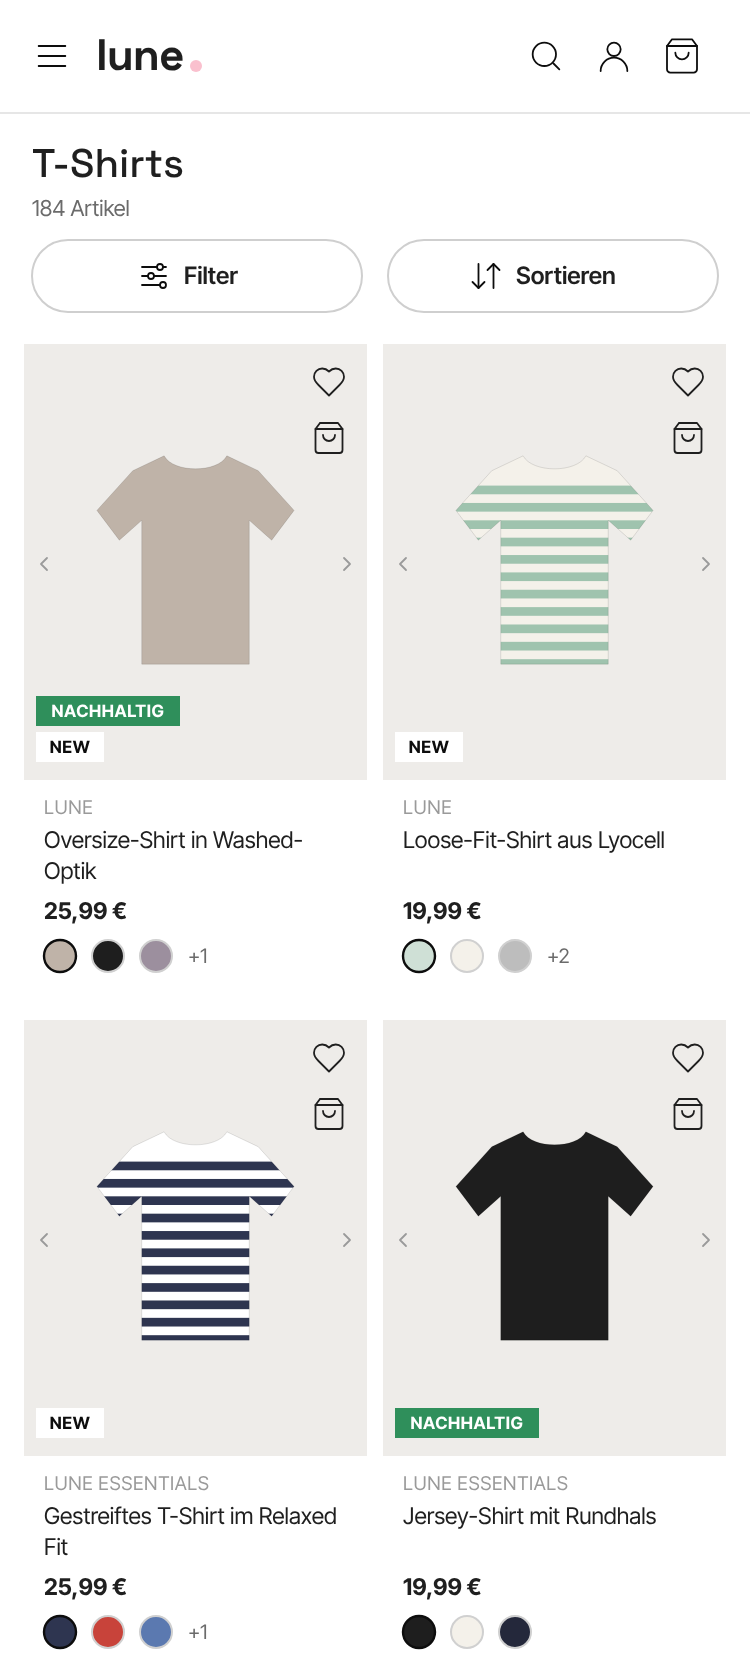 lune.
T-Shirts
184 Artikel
Filter
Sortieren
NACHHALTIG
NEW
NEW
LUNE
Oversize-Shirt in Washed-
Optik
25,99 €
+1
LUNE
Loose-Fit-Shirt aus Lyocell
19,99 €
+2
NEW
NACHHALTIG
LUNE ESSENTIALS
Gestreiftes T-Shirt im Relaxed
Fit
25,99 €
+1
LUNE ESSENTIALS
Jersey-Shirt mit Rundhals
19,99 €